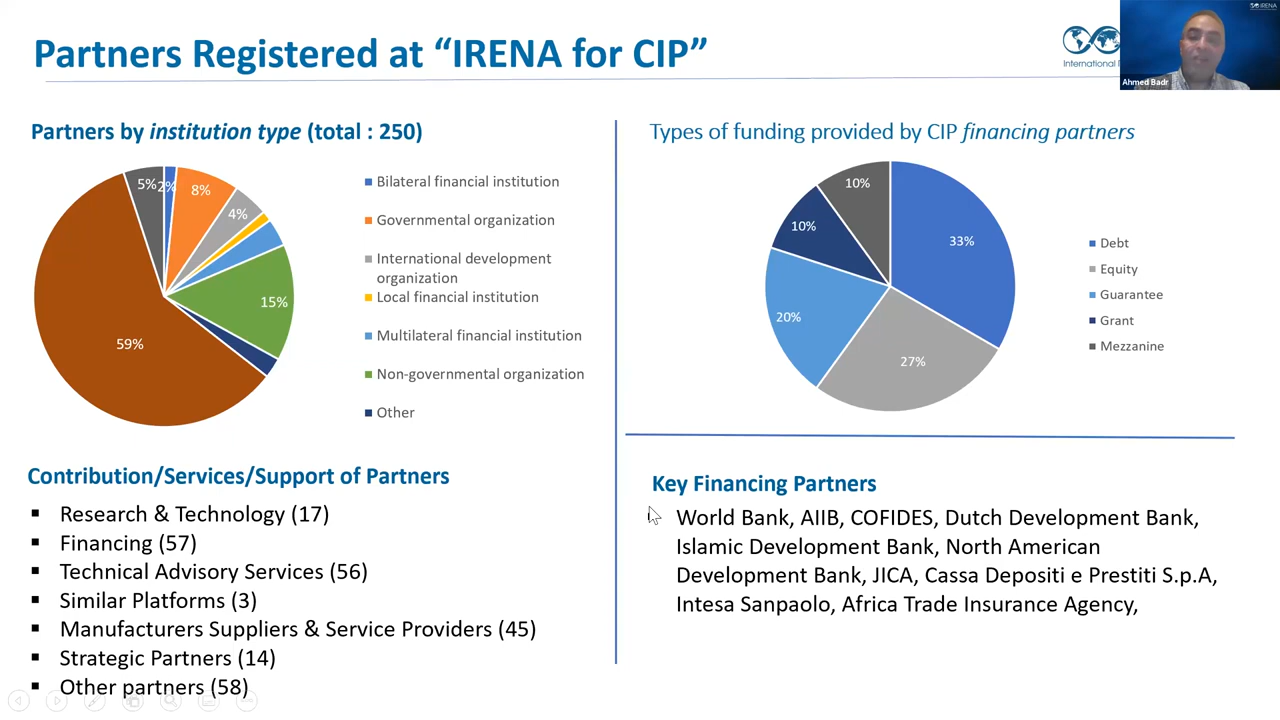 Partners Registered at “IRENA for CIP”
IRENA
International
Ahmed Badr
Partners by institution type (total : 250)
5%
2%
8%
4%
15%
59%
Bilateral financial institution
Governmental organization
International development
organization
Local financial institution
Multilateral financial institution
Non-governmental organization
Other
Types of funding provided by CIP financing partners
10%
10%
33%
20%
27%
Debt
Equity
Guarantee
Grant
Mezzanine
Contribution/Services/Support of Partners
▪ Research & Technology (17)
▪ Financing (57)
▪ Technical Advisory Services (56)
▪ Similar Platforms (3)
▪ Manufacturers Suppliers & Service Providers (45)
▪ Strategic Partners (14)
▪ Other partners (58)
Key Financing Partners
World Bank, AIIB, COFIDES, Dutch Development Bank,
Islamic Development Bank, North American
Development Bank, JICA, Cassa Depositi e Prestiti S.p.A,
Intesa Sanpaolo, Africa Trade Insurance Agency,